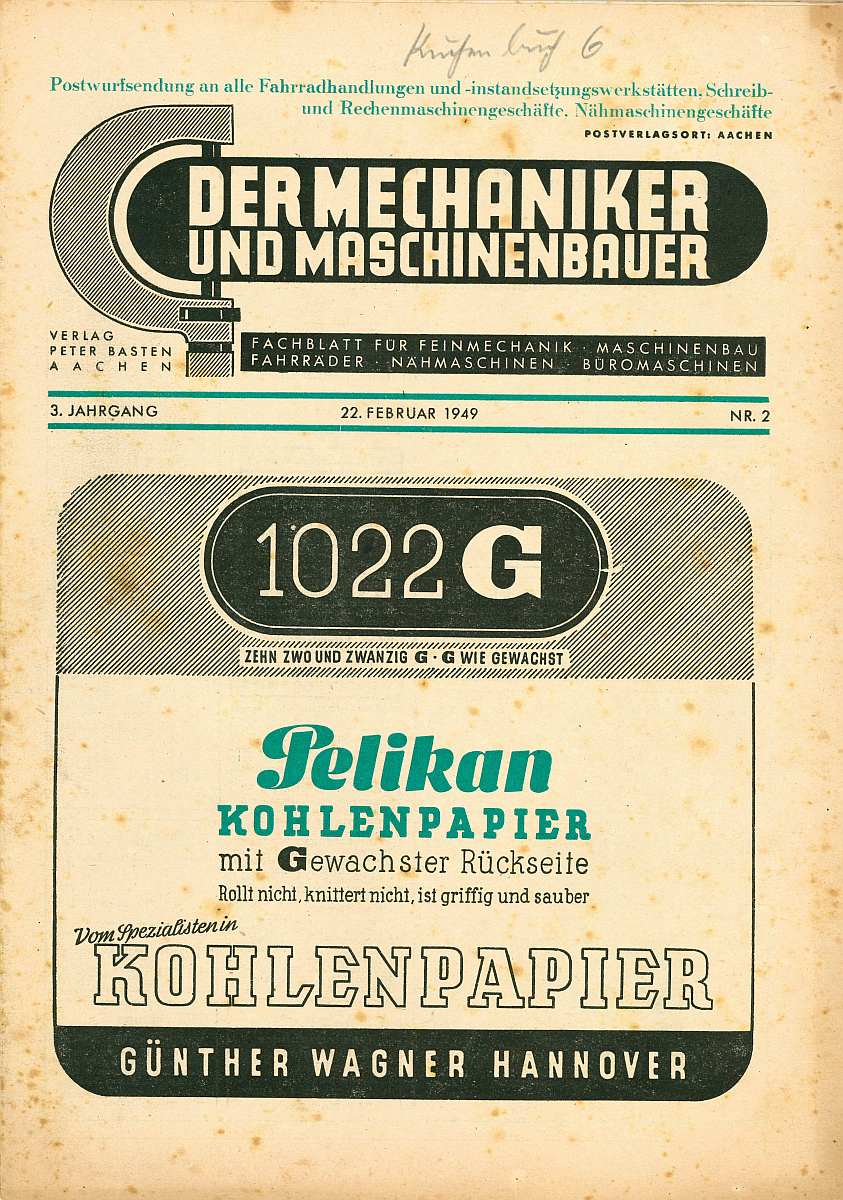 Kuchenbuch 6
Postwurfsendung an alle Fahrradhandlungen und -instandsetzungswerkstätten, Schreib-
und Rechenmaschinengeschäfte, Nähmaschinengeschäfte
POSTVERLAGSORT: AACHEN
DER MECHANIKER
UND MASCHINENBAUER
VERLAG
PETER BASTEN
AACHEN
FACHBLATT FÜR FEINMECHANIK · MASCHINENBAU
FAHRRÄDER · NÄHMASCHINEN · BÜROMASCHINEN
3. JAHRGANG 22. FEBRUAR 1949 NR. 2
1022 G
ZEHN ZWO UND ZWANZIG G · G WIE GEWACHST
Pelikan
KOHLENPAPIER
mit Gewachster Rückseite
Rollt nicht, knittert nicht, ist griffig und sauber
Vom Spezialisten in
KOHLENPAPIER
GÜNTHER WAGNER HANNOVER